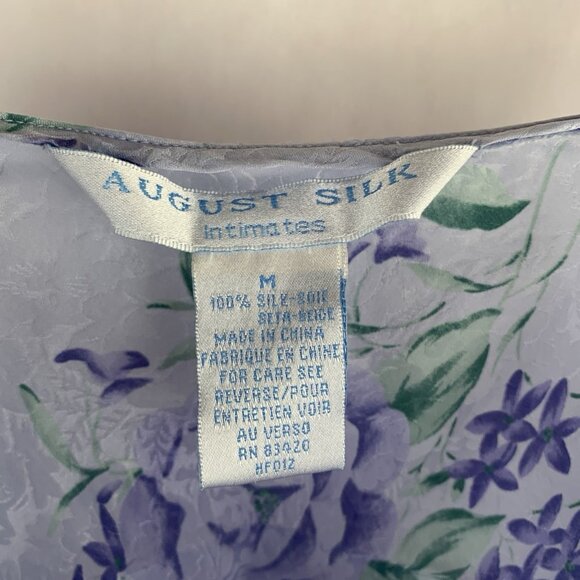 AUGUST SILK
Intimates
M
100% SILK-SOIE
SETA-SEIDE
MADE IN CHINA
FABRIQUE EN CHINE
FOR CARE SEE
REVERSE/POUR
ENTRETIEN VOIR
AU VERSO
RN 83420
HF012